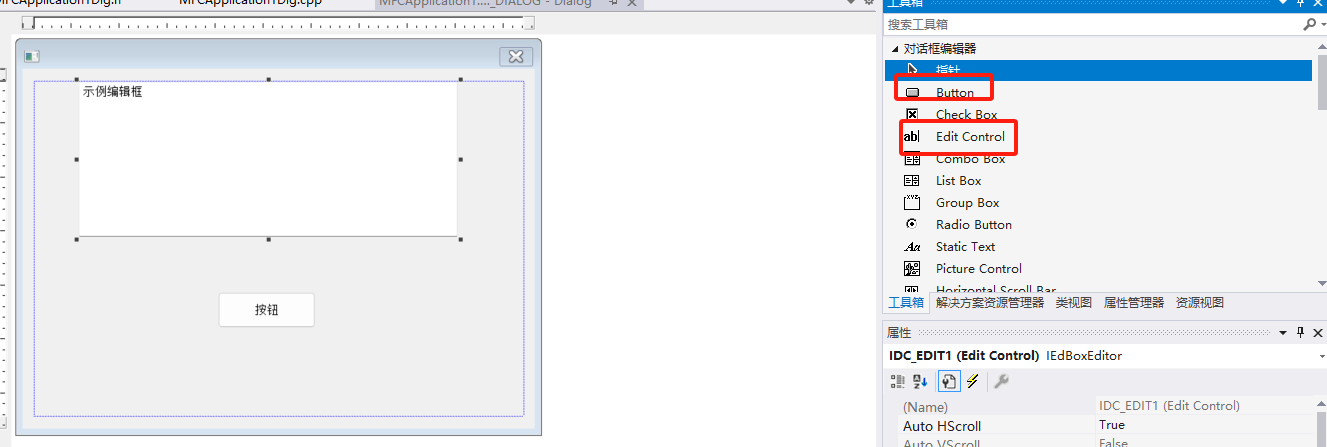 MFCApplication1Dlg.h
MFCApplication1Dlg.cpp
MFCApplication1...._DIALOG - Dialog
示例编辑框
按钮
工具箱
搜索工具箱
对话框编辑器
指针
Button
Check Box
ab| Edit Control
Combo Box
List Box
XYZ Group Box
Radio Button
Aa Static Text
Picture Control
Horizontal Scroll Bar
工具箱 解决方案资源管理器 类视图 属性管理器 资源视图
属性
IDC_EDIT1 (Edit Control) IEdBoxEditor
(Name) IDC_EDIT1 (Edit Control)
Auto HScroll True
Auto VScroll False